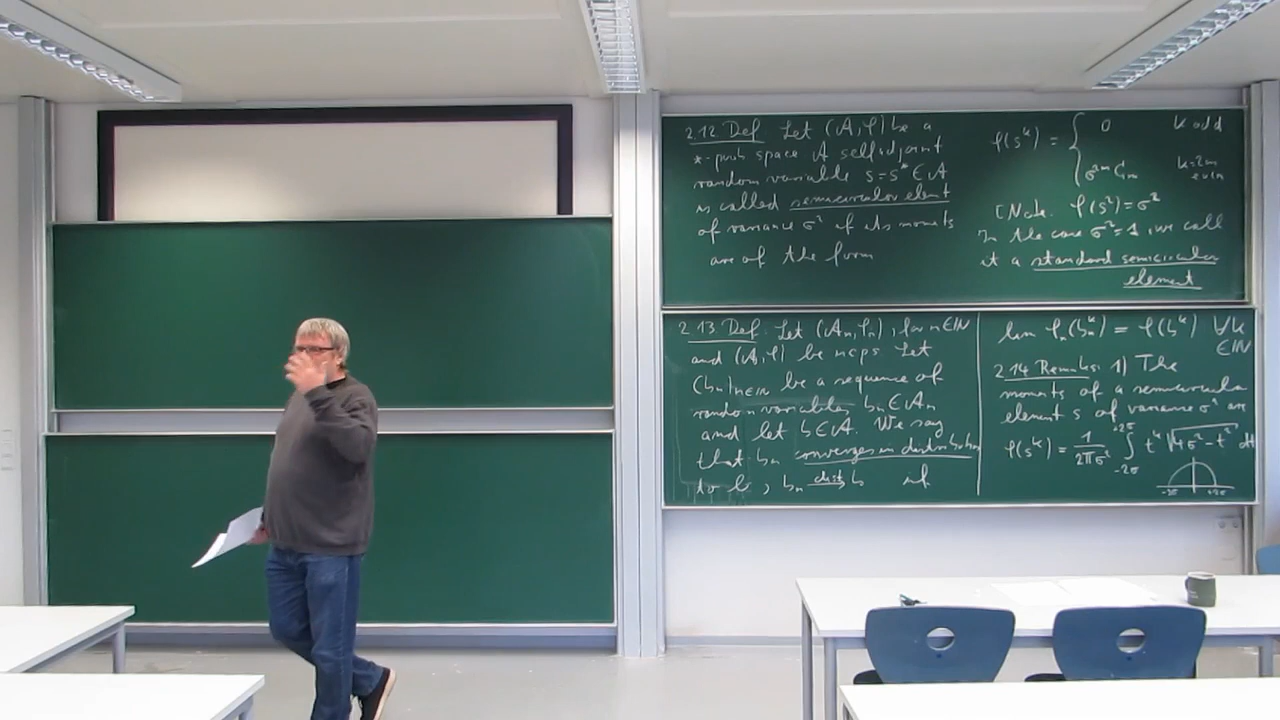 2.12. Def Let (A, φ) be a
*-prob space A selfadjoint
random variable s=s* ∈ A
is called semicircular element
of variance σ² if its moments
are of the form
φ(s^k) = { 0 k odd
σ^{2m} C_m k=2m even
[Note: φ(s²)=σ²
In the case σ²=1, we call
it a standard semicircular
element
2.13 Def: Let (A_n, φ_n), for n∈IN
and (A, φ) be ncps. Let
(b_n)_{n∈IN} be a sequence of
random variables b_n ∈ A_n
and let b∈A. We say
that b_n converges in distribution
to b, b_n →^{dist} b if
lim φ_n(b_n^k) = φ(b^k) ∀k
∈IN
2.14 Remarks: 1) The
moments of a semicircular
element s of variance σ² are
φ(s^k) = 1/(2πσ²) ∫_{-2σ}^{+2σ} t^k √(4σ²-t²) dt
-2σ +2σ